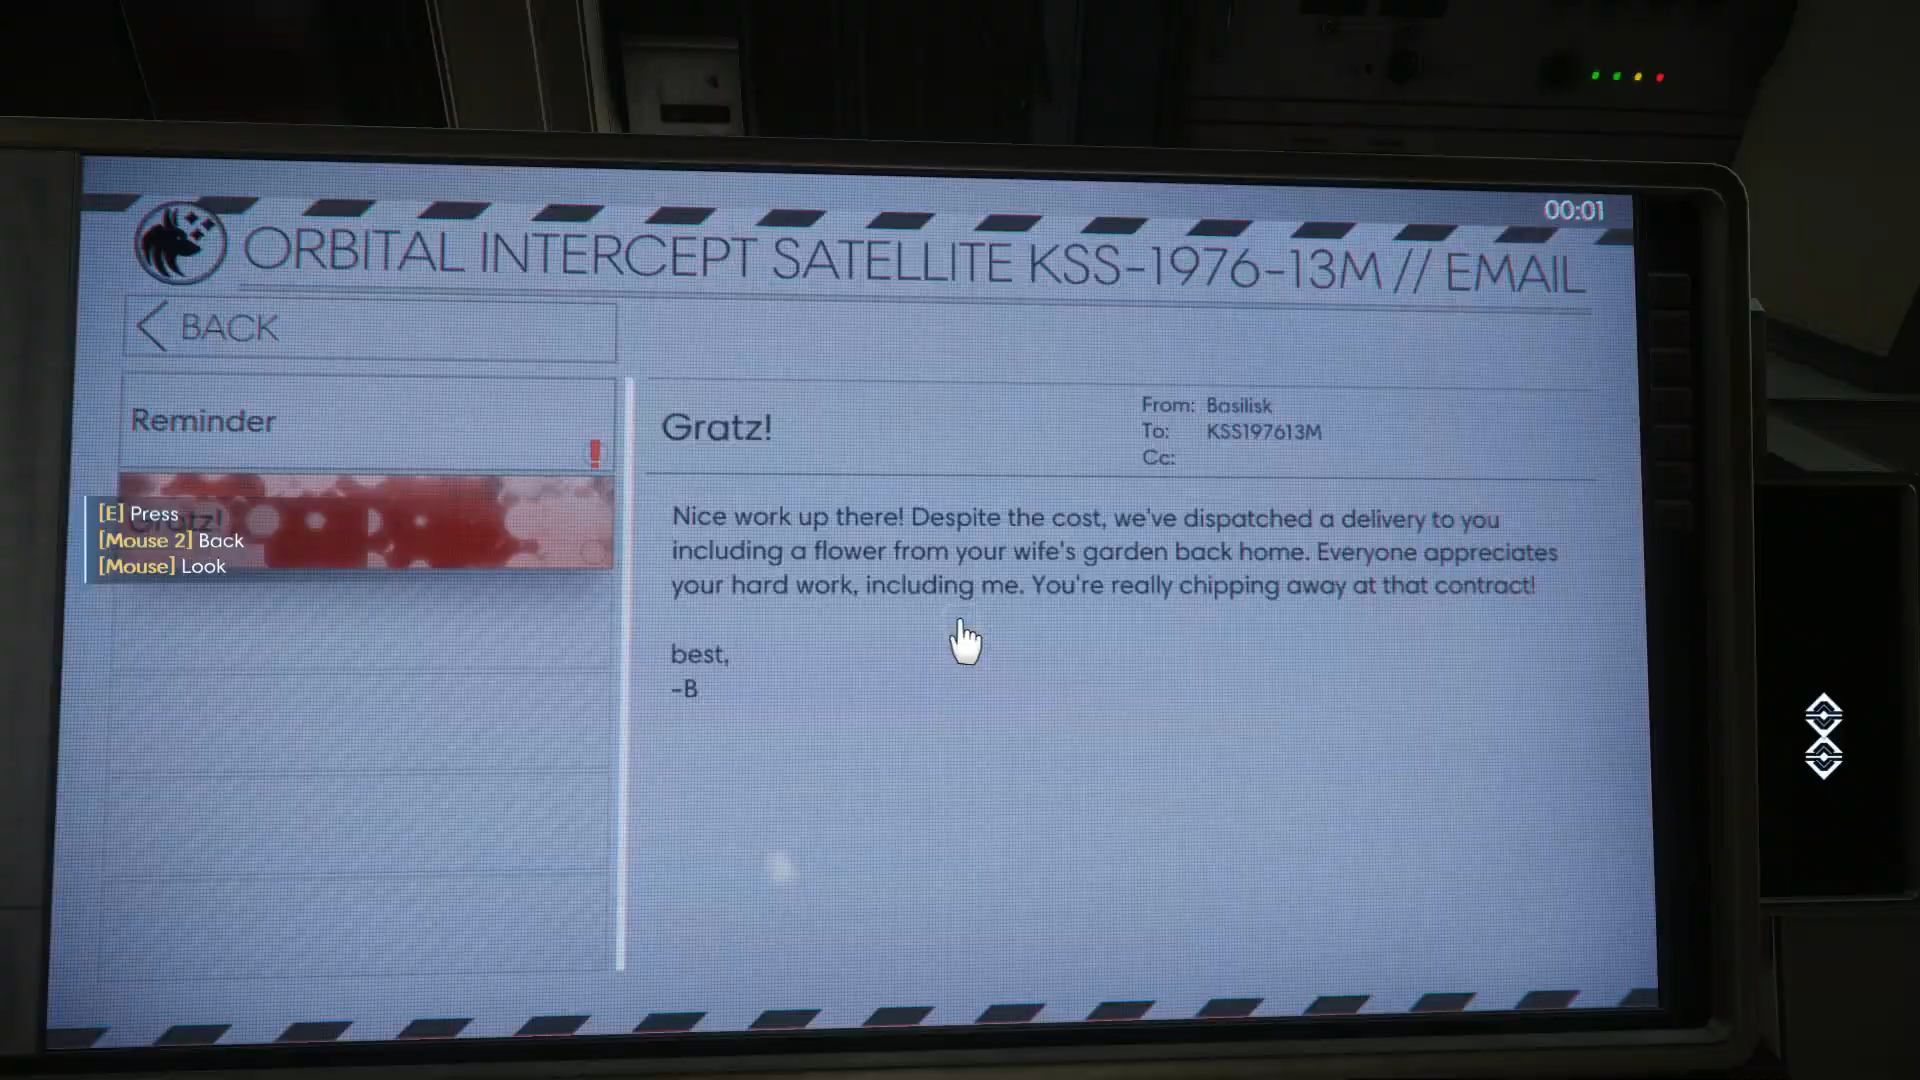 00:01
ORBITAL INTERCEPT SATELLITE KSS-1976-13M // EMAIL
BACK
Reminder
!
Gratz!
[E] Press
[Mouse 2] Back
[Mouse] Look
Gratz!
From: Basilisk
To: KSS197613M
Cc:
Nice work up there! Despite the cost, we've dispatched a delivery to you
including a flower from your wife's garden back home. Everyone appreciates
your hard work, including me. You're really chipping away at that contract!
best,
-B